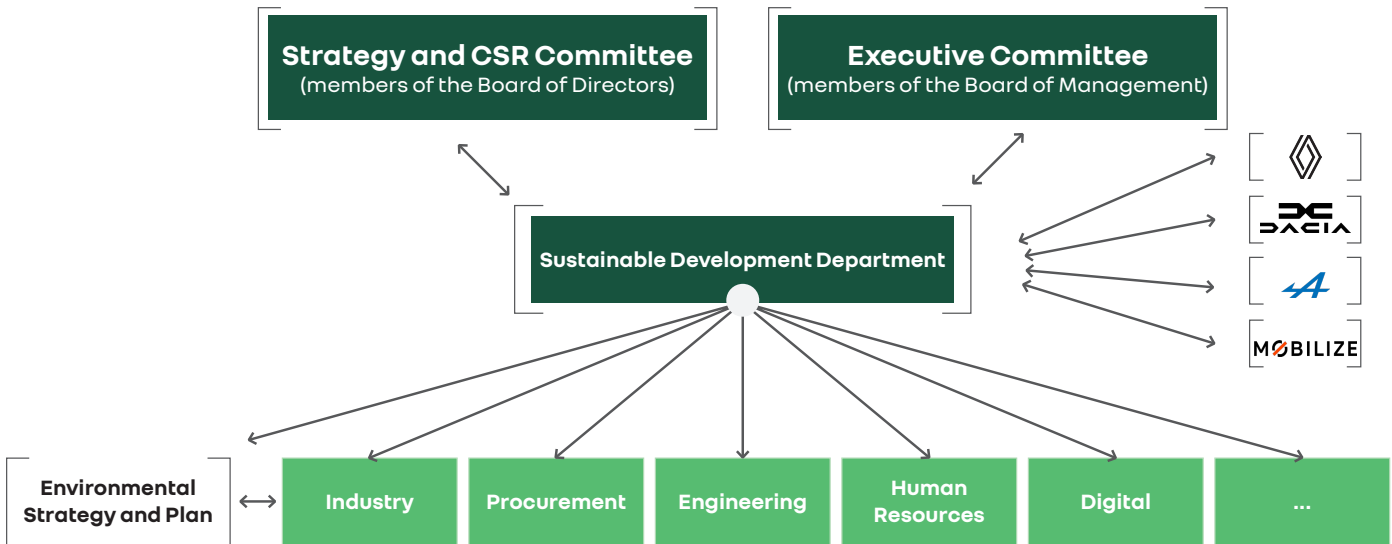 Strategy and CSR Committee
(members of the Board of Directors)
Executive Committee
(members of the Board of Management)
Sustainable Development Department
DACIA
MOBILIZE
Environmental
Strategy and Plan
Industry
Procurement
Engineering
Human
Resources
Digital
...